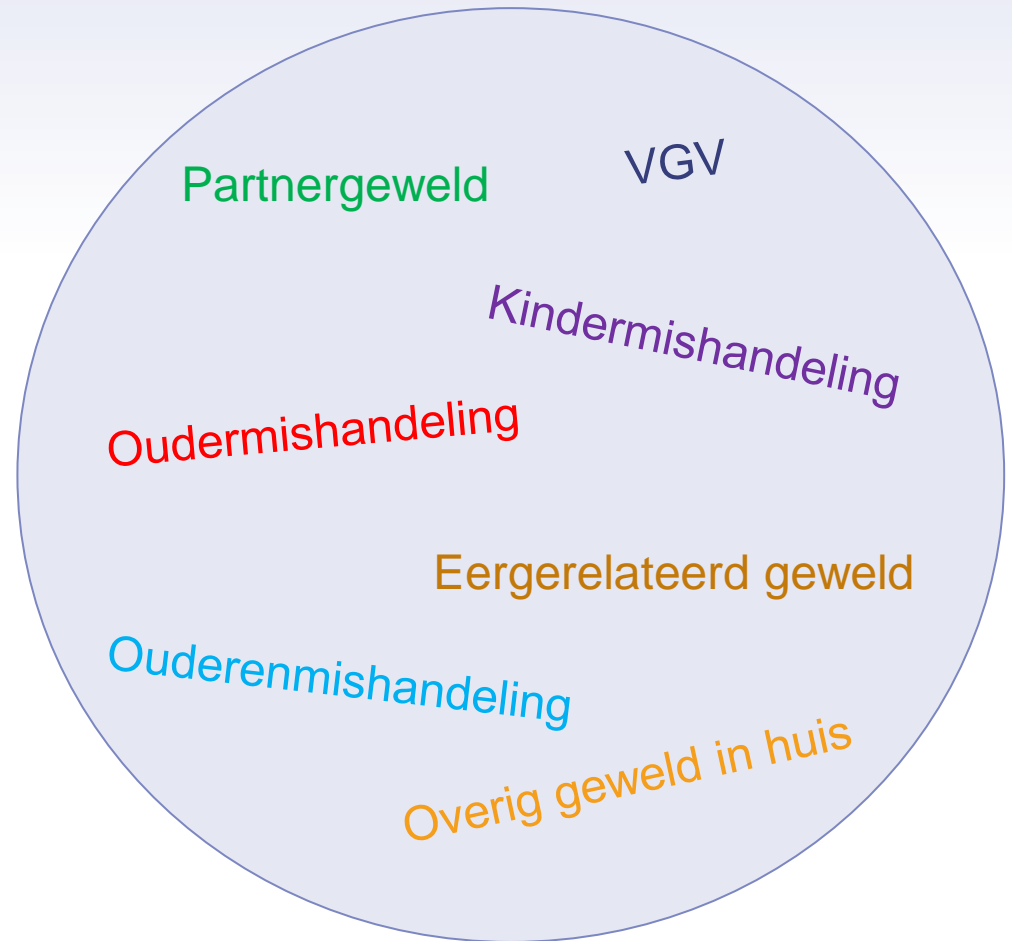 Partnergeweld
VGV
Kindermishandeling
Oudermishandeling
Eergerelateerd geweld
Ouderenmishandeling
Overig geweld in huis